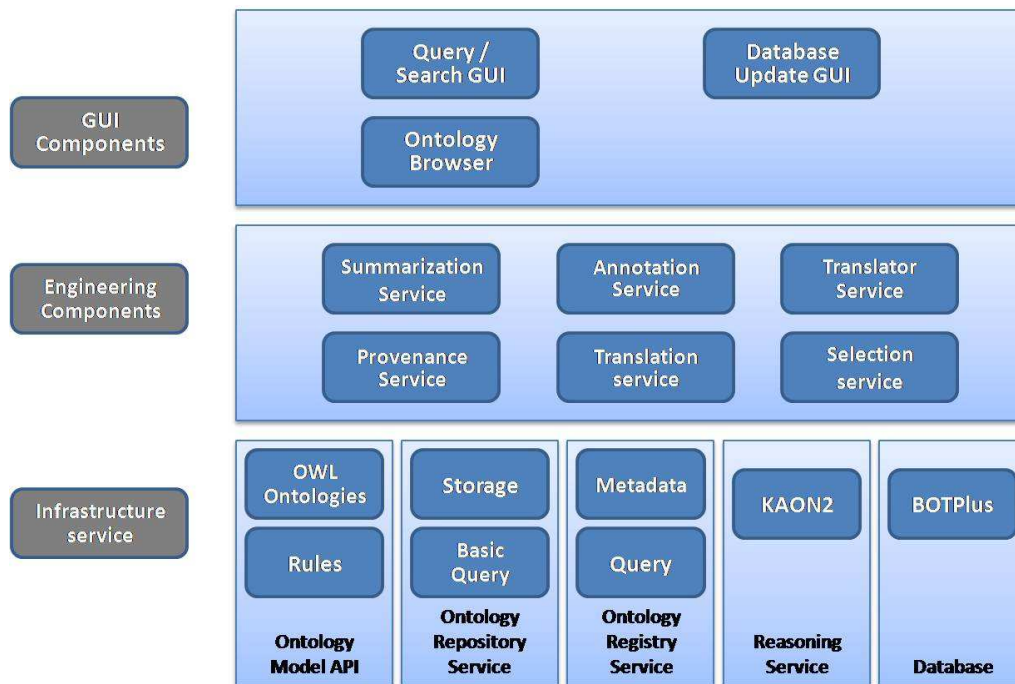 Query /
Search GUI
Database
Update GUI
GUI
Components
Ontology
Browser
Summarization
Service
Annotation
Service
Translator
Service
Engineering
Components
Provenance
Service
Translation
service
Selection
service
OWL
Ontologies
Storage
Metadata
KAON2
BOTPlus
Infrastructure
service
Rules
Basic
Query
Query
Ontology
Model API
Ontology
Repository
Service
Ontology
Registry
Service
Reasoning
Service
Database